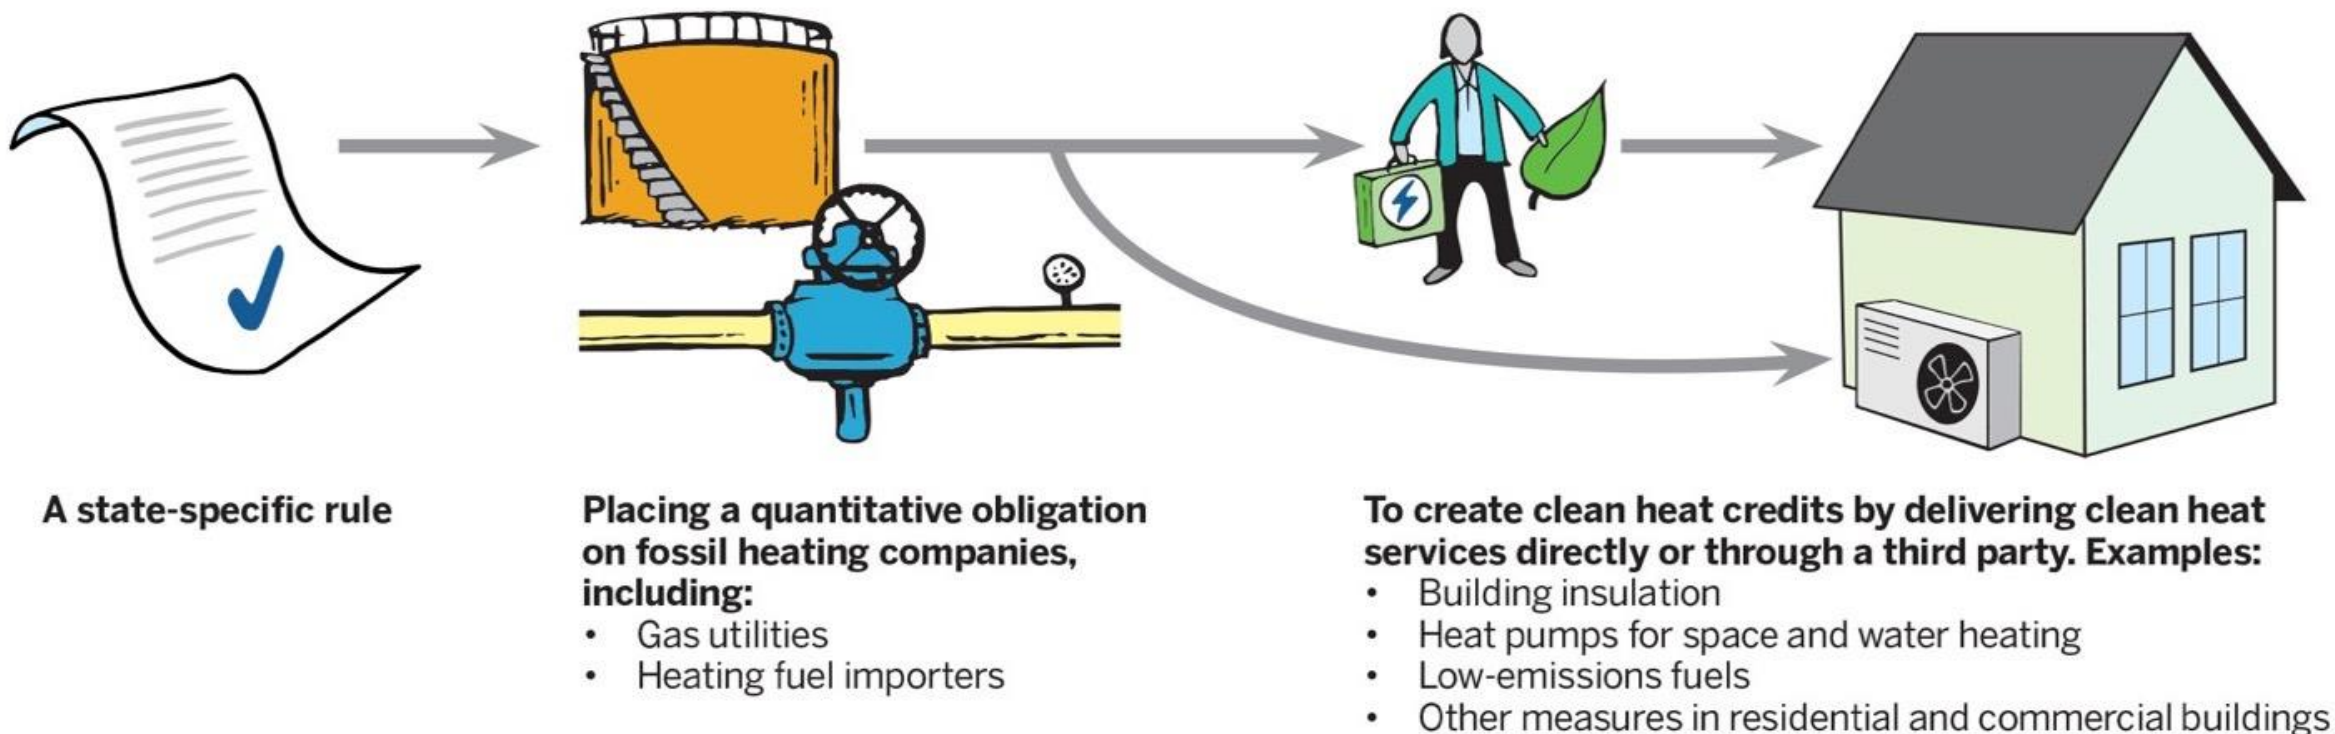 A state-specific rule
Placing a quantitative obligation
on fossil heating companies,
including:
• Gas utilities
• Heating fuel importers
To create clean heat credits by delivering clean heat
services directly or through a third party. Examples:
• Building insulation
• Heat pumps for space and water heating
• Low-emissions fuels
• Other measures in residential and commercial buildings